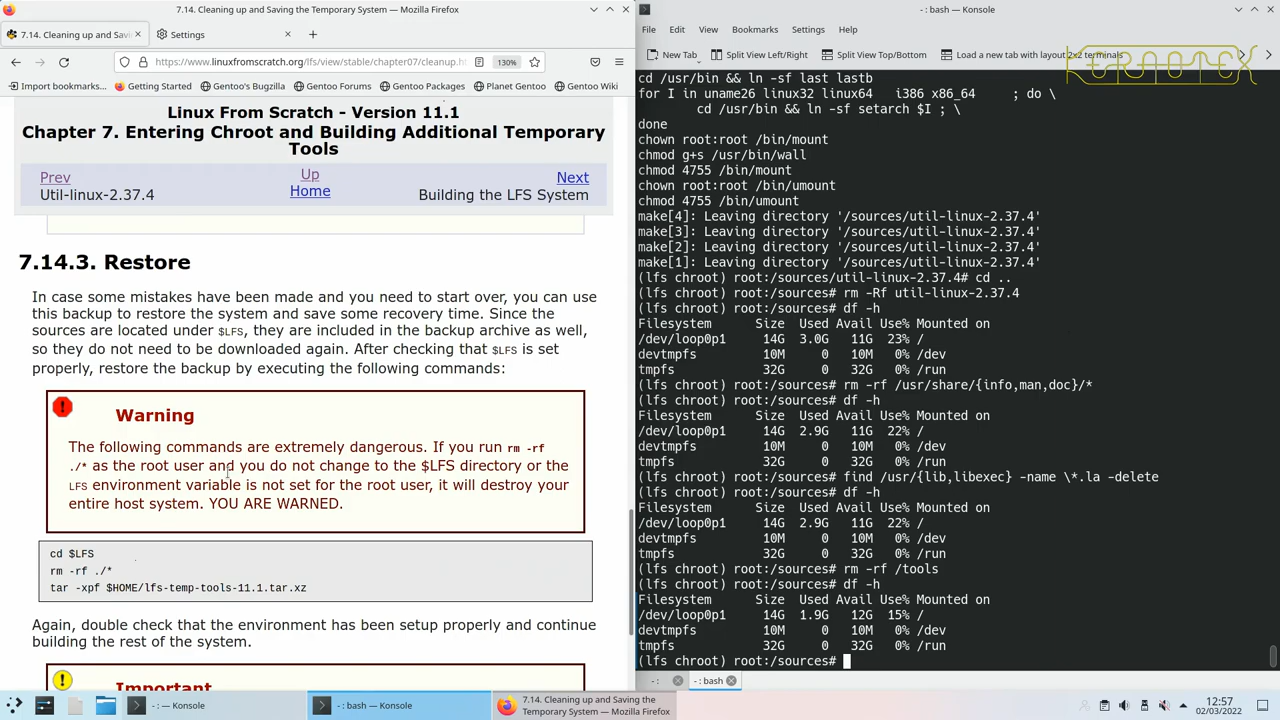 7.14. Cleaning up and Saving the Temporary System — Mozilla Firefox
7.14. Cleaning up and Sav
Settings
https://www.linuxfromscratch.org/lfs/view/stable/chapter07/cleanup.h
130%
Import bookmarks...
Getting Started
Gentoo's Bugzilla
Gentoo Forums
Gentoo Packages
Planet Gentoo
Gentoo Wiki
Linux From Scratch - Version 11.1
Chapter 7. Entering Chroot and Building Additional Temporary
Tools
Prev
Up
Next
Util-linux-2.37.4
Home
Building the LFS System
7.14.3. Restore
In case some mistakes have been made and you need to start over, you can use
this backup to restore the system and save some recovery time. Since the
sources are located under $LFS, they are included in the backup archive as well,
so they do not need to be downloaded again. After checking that $LFS is set
properly, restore the backup by executing the following commands:
Warning
The following commands are extremely dangerous. If you run rm -rf
./* as the root user and you do not change to the $LFS directory or the
LFS environment variable is not set for the root user, it will destroy your
entire host system. YOU ARE WARNED.
cd $LFS
rm -rf ./*
tar -xpf $HOME/lfs-temp-tools-11.1.tar.xz
Again, double check that the environment has been setup properly and continue
building the rest of the system.
Important
- : bash — Konsole
File
Edit
View
Bookmarks
Settings
Help
New Tab
Split View Left/Right
Split View Top/Bottom
Load a new tab with layout 2x2 terminals
KERNOTEX
cd /usr/bin && ln -sf last lastb
for I in uname26 linux32 linux64     i386 x86_64     ; do \
cd /usr/bin && ln -sf setarch $I ; \
done
chown root:root /bin/mount
chmod g+s /usr/bin/wall
chmod 4755 /bin/mount
chown root:root /bin/umount
chmod 4755 /bin/umount
make[4]: Leaving directory '/sources/util-linux-2.37.4'
make[3]: Leaving directory '/sources/util-linux-2.37.4'
make[2]: Leaving directory '/sources/util-linux-2.37.4'
make[1]: Leaving directory '/sources/util-linux-2.37.4'
(lfs chroot) root:/sources/util-linux-2.37.4# cd ..
(lfs chroot) root:/sources# rm -Rf util-linux-2.37.4
(lfs chroot) root:/sources# df -h
Filesystem      Size  Used Avail Use% Mounted on
/dev/loop0p1     14G  3.0G   11G  23% /
devtmpfs         10M     0   10M   0% /dev
tmpfs            32G     0   32G   0% /run
(lfs chroot) root:/sources# rm -rf /usr/share/{info,man,doc}/*
(lfs chroot) root:/sources# df -h
Filesystem      Size  Used Avail Use% Mounted on
/dev/loop0p1     14G  2.9G   11G  22% /
devtmpfs         10M     0   10M   0% /dev
tmpfs            32G     0   32G   0% /run
(lfs chroot) root:/sources# find /usr/{lib,libexec} -name \*.la -delete
(lfs chroot) root:/sources# df -h
Filesystem      Size  Used Avail Use% Mounted on
/dev/loop0p1     14G  2.9G   11G  22% /
devtmpfs         10M     0   10M   0% /dev
tmpfs            32G     0   32G   0% /run
(lfs chroot) root:/sources# rm -rf /tools
(lfs chroot) root:/sources# df -h
Filesystem      Size  Used Avail Use% Mounted on
/dev/loop0p1     14G  1.9G   12G  15% /
devtmpfs         10M     0   10M   0% /dev
tmpfs            32G     0   32G   0% /run
(lfs chroot) root:/sources#
- :
- : bash
- : — Konsole
- : bash — Konsole
7.14. Cleaning up and Saving the
Temporary System — Mozilla Firefox
12:57
02/03/2022